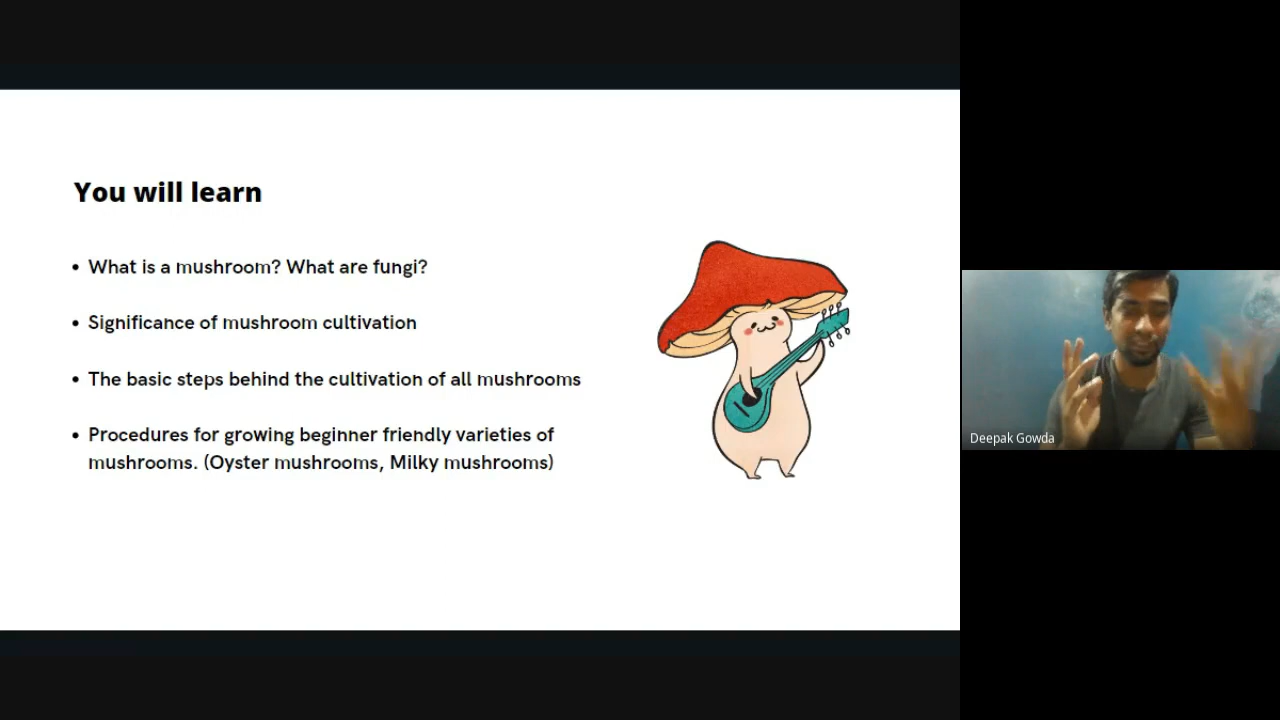 You will learn
• What is a mushroom? What are fungi?
• Significance of mushroom cultivation
• The basic steps behind the cultivation of all mushrooms
• Procedures for growing beginner friendly varieties of
mushrooms. (Oyster mushrooms, Milky mushrooms)
Deepak Gowda